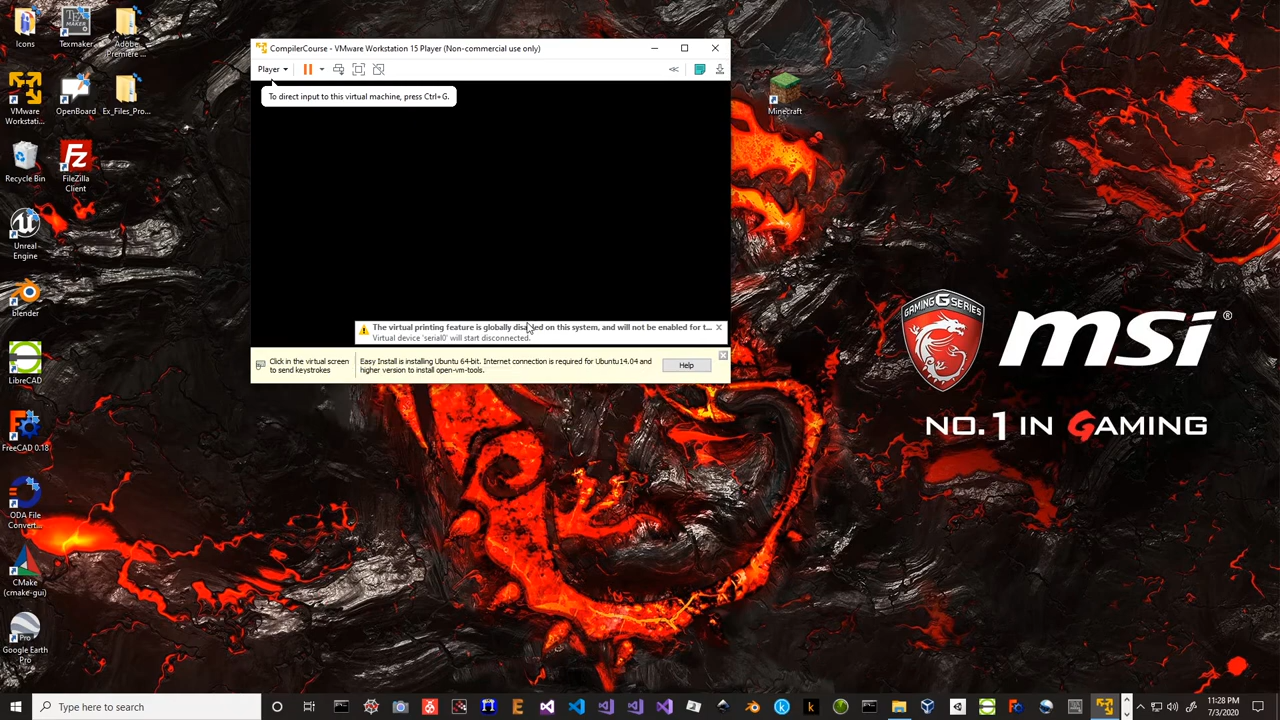 Icons
Texmaker
Adobe
Premiere ...
CompilerCourse - VMware Workstation 15 Player (Non-commercial use only)
Player
To direct input to this virtual machine, press Ctrl+G.
VMware
Workstati...
OpenBoard
Ex_Files_Pro...
Minecraft
Recycle Bin
FileZilla
Client
Unreal
Engine
blender
The virtual printing feature is globally disabled on this system, and will not be enabled for t...
Virtual device 'serial0' will start disconnected.
Click in the virtual screen
to send keystrokes
Easy Install is installing Ubuntu 64-bit. Internet connection is required for Ubuntu14.04 and
higher version to install open-vm-tools.
Help
GAMING G SERIES
msi®
NO.1 IN GAMING
LibreCAD
FreeCAD 0.18
ODA File
Convert...
CMake
(cmake-gui)
Pro
Google Earth
Pro
Type here to search
11:28 PM
7/3/2020